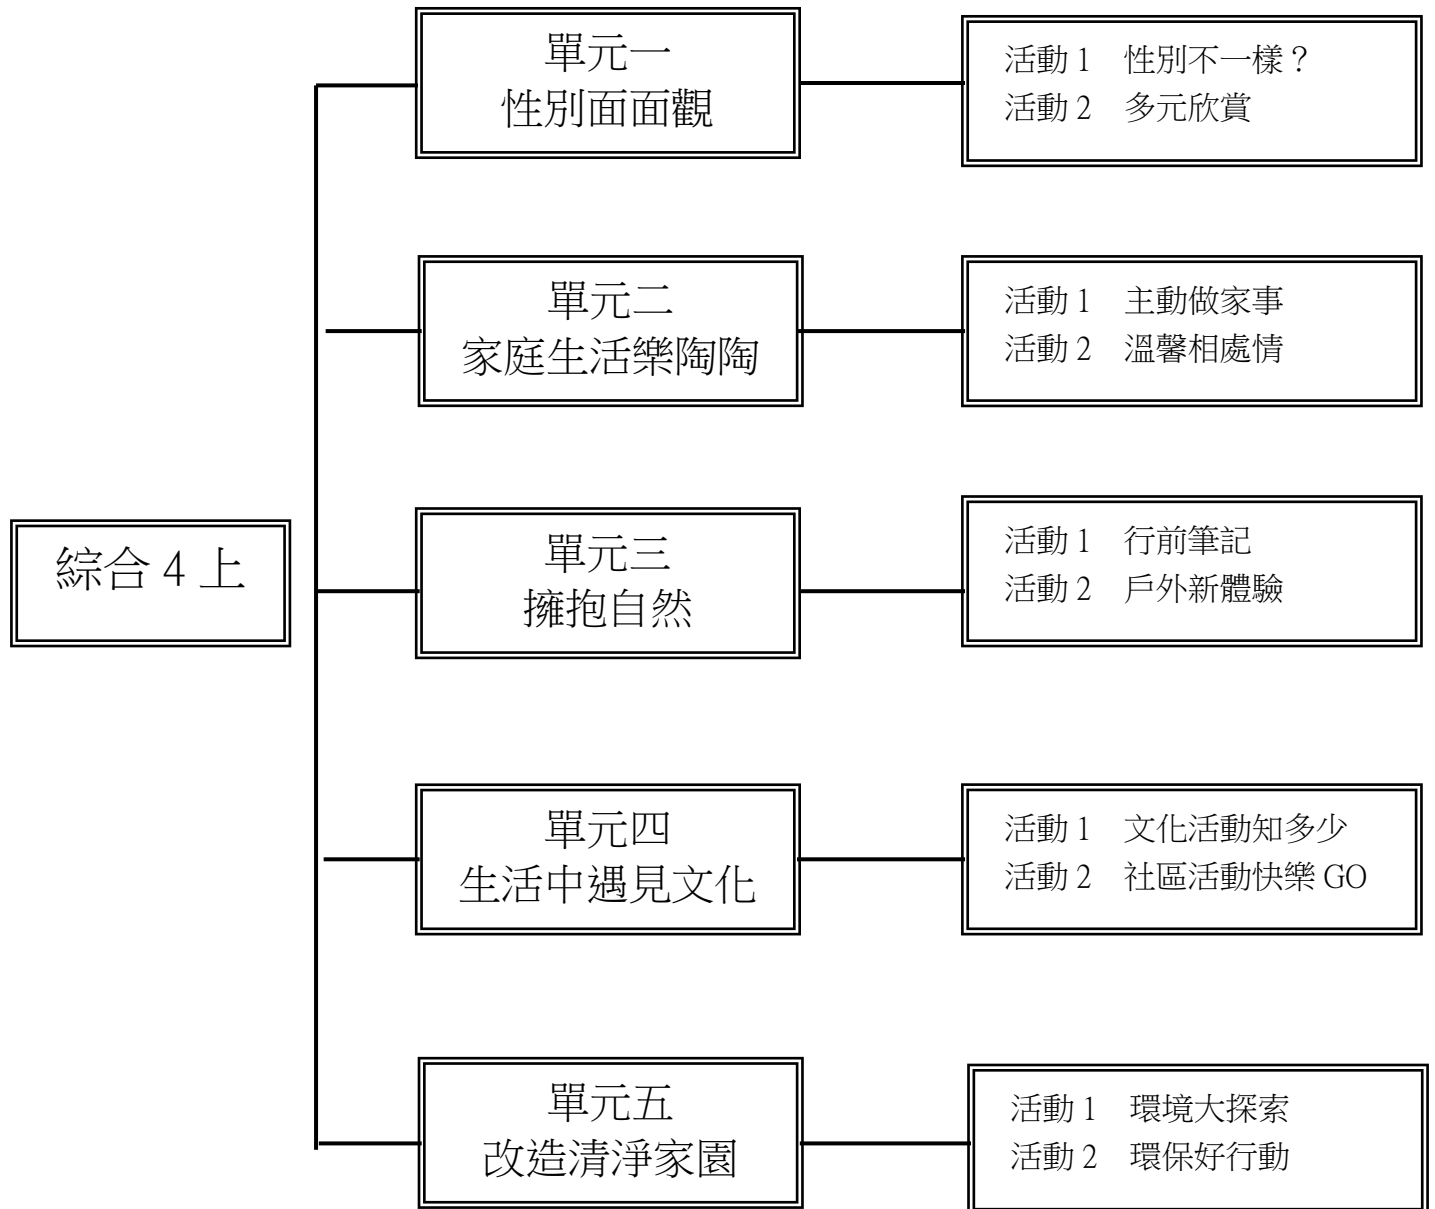 綜合 4 上
單元一
性別面面觀
活動 1 性別不一樣？
活動 2 多元欣賞
單元二
家庭生活樂陶陶
活動 1 主動做家事
活動 2 溫馨相處情
單元三
擁抱自然
活動 1 行前筆記
活動 2 戶外新體驗
單元四
生活中遇見文化
活動 1 文化活動知多少
活動 2 社區活動快樂 GO
單元五
改造清淨家園
活動 1 環境大探索
活動 2 環保好行動